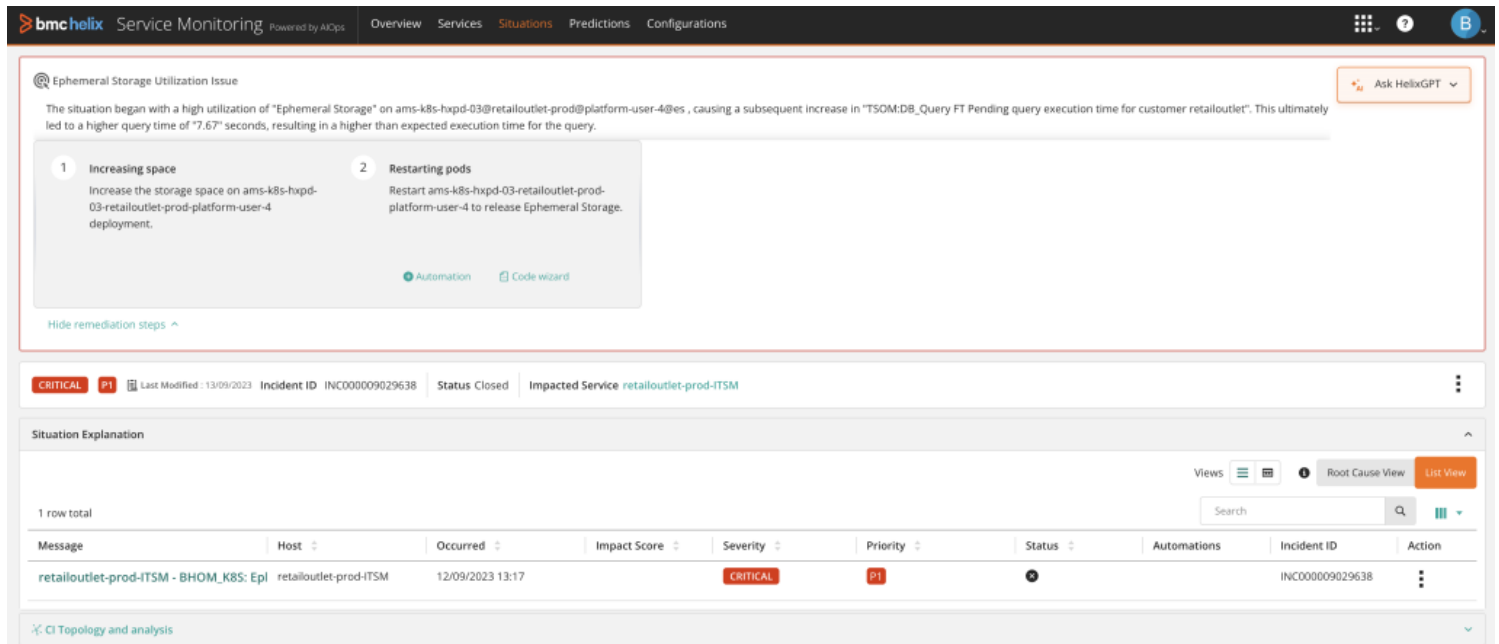 bmc helix Service Monitoring Powered by AIOps Overview Services Situations Predictions Configurations ? B
Ephemeral Storage Utilization Issue
Ask HelixGPT
The situation began with a high utilization of "Ephemeral Storage" on ams-k8s-hxpd-03@retailoutlet-prod@platform-user-4@es , causing a subsequent increase in "TSOM:DB_Query FT Pending query execution time for customer retailoutlet". This ultimately
led to a higher query time of "7.67" seconds, resulting in a higher than expected execution time for the query.
1 Increasing space
Increase the storage space on ams-k8s-hxpd-
03-retailoutlet-prod-platform-user-4
deployment.
2 Restarting pods
Restart ams-k8s-hxpd-03-retailoutlet-prod-
platform-user-4 to release Ephemeral Storage.
Automation Code wizard
Hide remediation steps
CRITICAL P1 Last Modified : 13/09/2023 Incident ID INC000009029638 Status Closed Impacted Service retailoutlet-prod-ITSM
Situation Explanation
Views Root Cause View List View
1 row total Search
Message Host Occurred Impact Score Severity Priority Status Automations Incident ID Action
retailoutlet-prod-ITSM - BHOM_K8S: Epl retailoutlet-prod-ITSM 12/09/2023 13:17 CRITICAL P1 INC000009029638
CI Topology and analysis